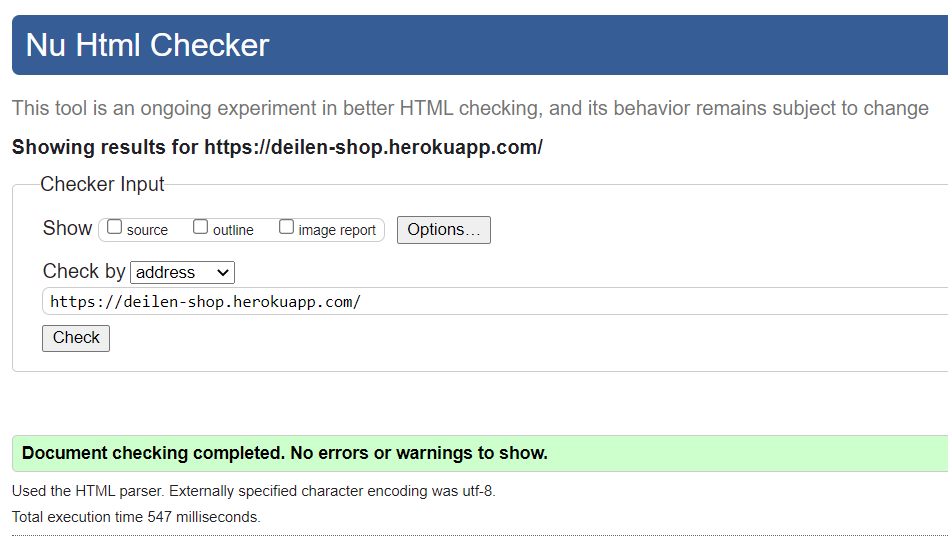 Nu Html Checker
This tool is an ongoing experiment in better HTML checking, and its behavior remains subject to change
Showing results for https://deilen-shop.herokuapp.com/
Checker Input
Show source outline image report Options...
Check by address
https://deilen-shop.herokuapp.com/
Check
Document checking completed. No errors or warnings to show.
Used the HTML parser. Externally specified character encoding was utf-8.
Total execution time 547 milliseconds.